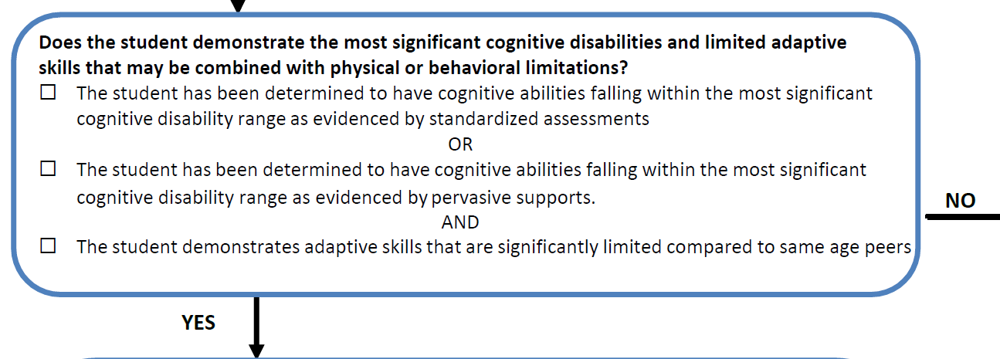 Does the student demonstrate the most significant cognitive disabilities and limited adaptive
skills that may be combined with physical or behavioral limitations?
☐ The student has been determined to have cognitive abilities falling within the most significant
cognitive disability range as evidenced by standardized assessments
OR
☐ The student has been determined to have cognitive abilities falling within the most significant
cognitive disability range as evidenced by pervasive supports.
AND
☐ The student demonstrates adaptive skills that are significantly limited compared to same age peers
NO
YES